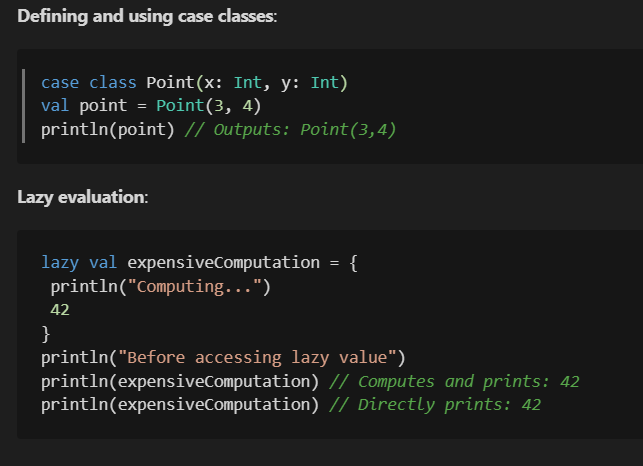 Defining and using case classes:
case class Point(x: Int, y: Int)
val point = Point(3, 4)
println(point) // Outputs: Point(3,4)
Lazy evaluation:
lazy val expensiveComputation = {
 println("Computing...")
 42
}
println("Before accessing lazy value")
println(expensiveComputation) // Computes and prints: 42
println(expensiveComputation) // Directly prints: 42